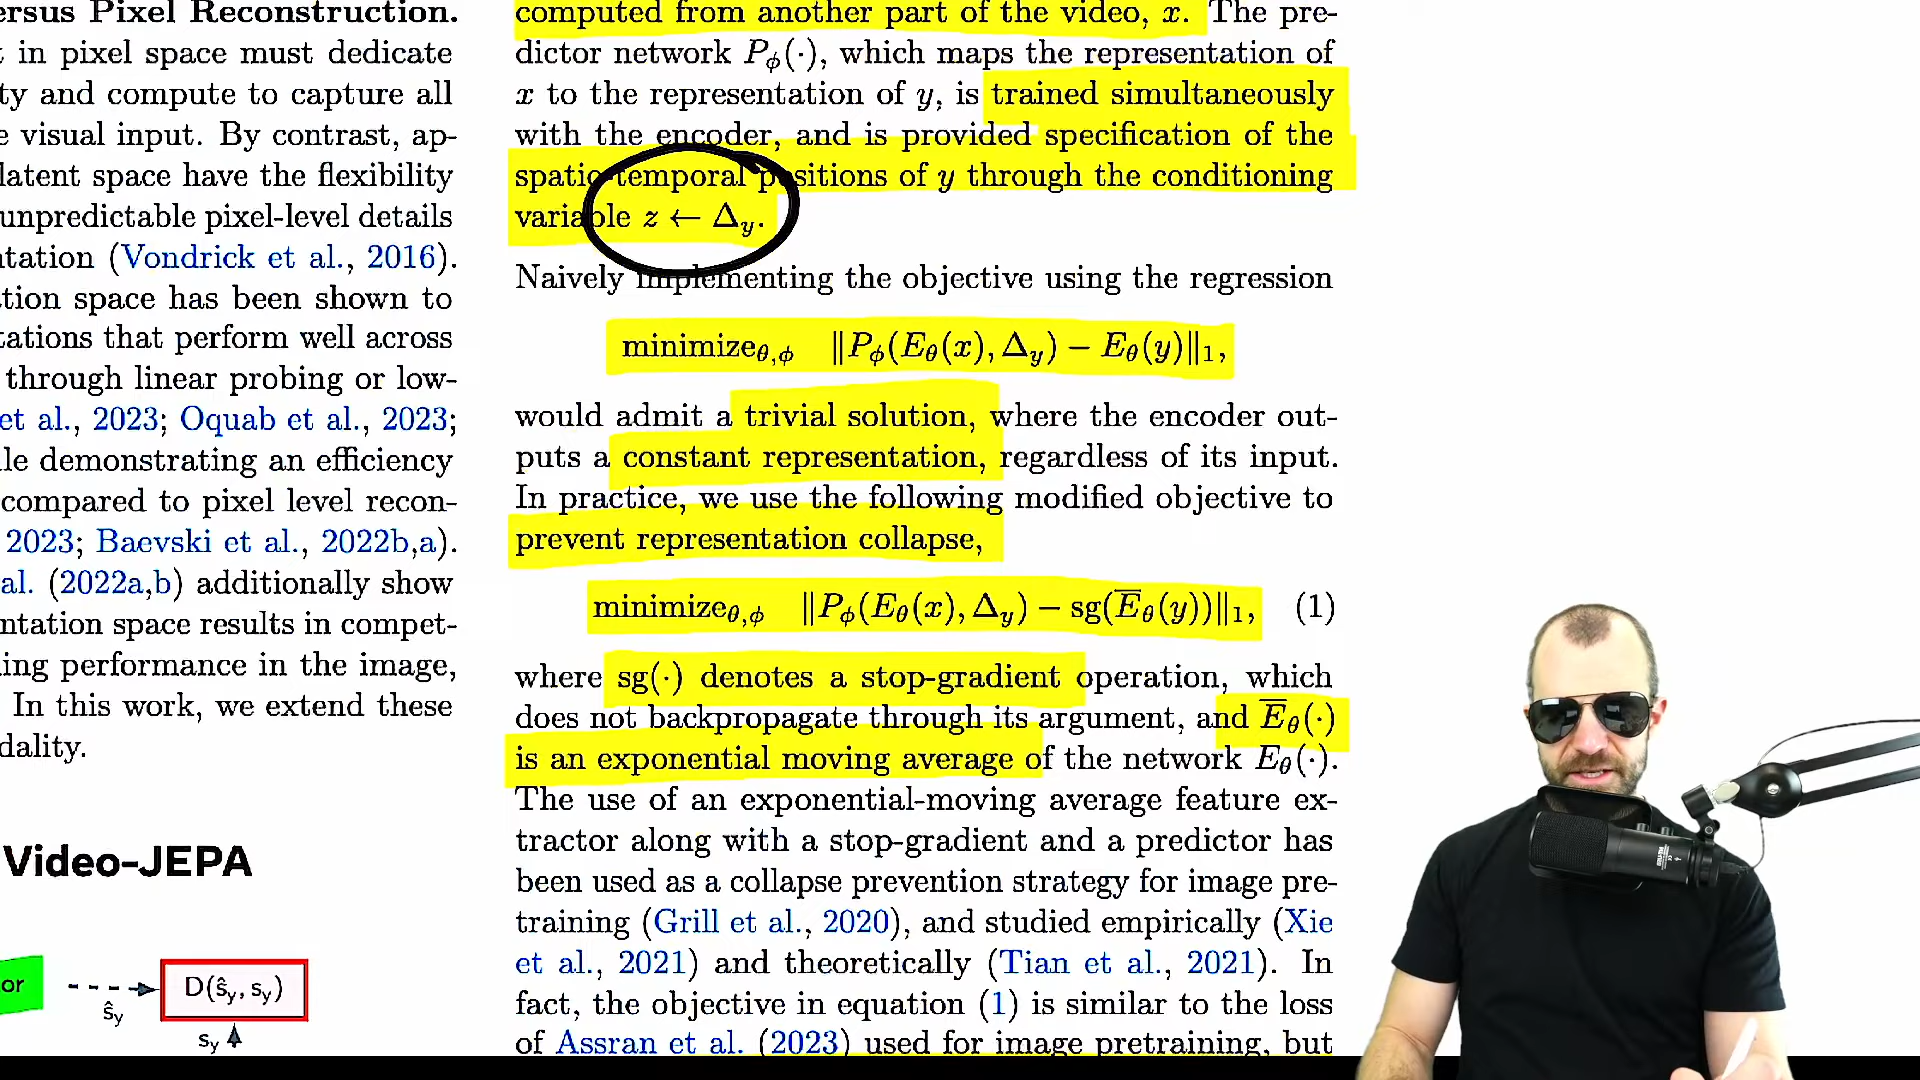 ersus Pixel Reconstruction.
t in pixel space must dedicate
ty and compute to capture all
e visual input. By contrast, ap-
latent space have the flexibility
unpredictable pixel-level details
ntation (Vondrick et al., 2016).
tion space has been shown to
tations that perform well across
through linear probing or low-
et al., 2023; Oquab et al., 2023;
le demonstrating an efficiency
compared to pixel level recon-
2023; Baevski et al., 2022b,a).
al. (2022a,b) additionally show
ntation space results in compet-
ing performance in the image,
In this work, we extend these
dality.
Video-JEPA
or
ŝy
D(ŝy, sy)
sy
computed from another part of the video, x. The pre-
dictor network Pϕ(·), which maps the representation of
x to the representation of y, is trained simultaneously
with the encoder, and is provided specification of the
spatio-temporal positions of y through the conditioning
variable z ← Δy.
Naively implementing the objective using the regression
minimizeθ,ϕ ∥Pϕ(Eθ(x), Δy) − Eθ(y)∥1,
would admit a trivial solution, where the encoder out-
puts a constant representation, regardless of its input.
In practice, we use the following modified objective to
prevent representation collapse,
minimizeθ,ϕ ∥Pϕ(Eθ(x), Δy) − sg(E̅θ(y))∥1, (1)
where sg(·) denotes a stop-gradient operation, which
does not backpropagate through its argument, and E̅θ(·)
is an exponential moving average of the network Eθ(·).
The use of an exponential-moving average feature ex-
tractor along with a stop-gradient and a predictor has
been used as a collapse prevention strategy for image pre-
training (Grill et al., 2020), and studied empirically (Xie
et al., 2021) and theoretically (Tian et al., 2021). In
fact, the objective in equation (1) is similar to the loss
of Assran et al. (2023) used for image pretraining, but